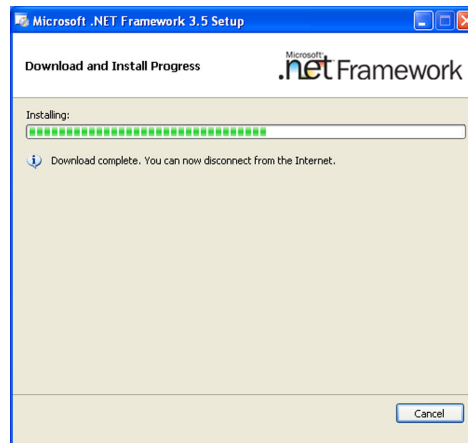 Microsoft .NET Framework 3.5 Setup
Download and Install Progress
Microsoft
.net Framework
Installing:
Download complete. You can now disconnect from the Internet.
Cancel